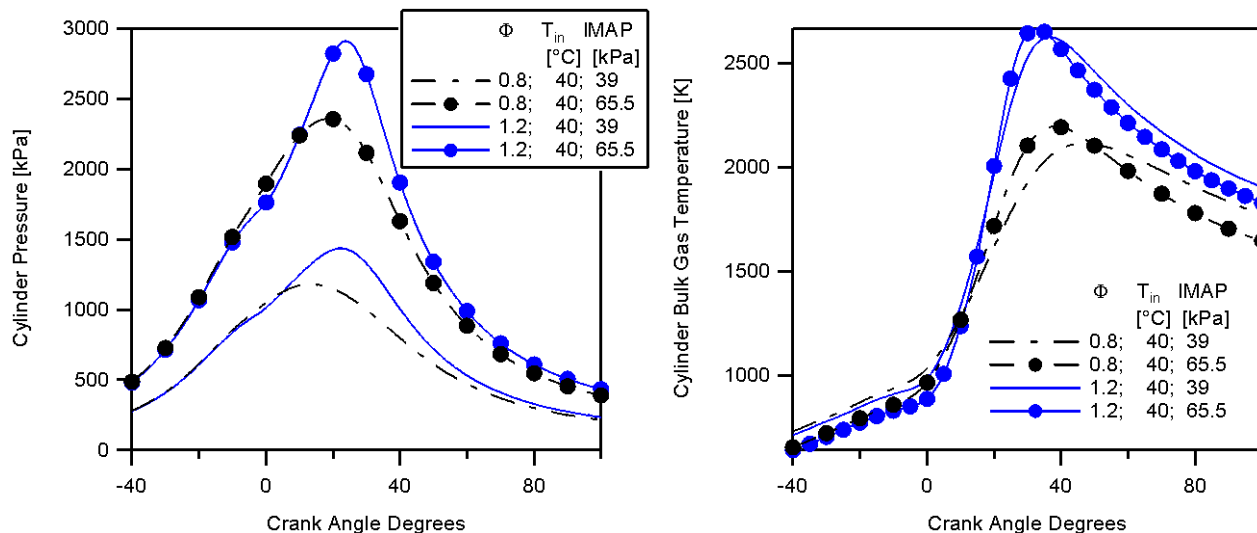 Cylinder Pressure [kPa]
3000
2500
2000
1500
1000
500
0
-40
0
40
80
Crank Angle Degrees
Φ T_in IMAP
[°C] [kPa]
0.8; 40; 39
0.8; 40; 65.5
1.2; 40; 39
1.2; 40; 65.5
Cylinder Bulk Gas Temperature [K]
2500
2000
1500
1000
-40
0
40
80
Crank Angle Degrees
Φ T_in IMAP
[°C] [kPa]
0.8; 40; 39
0.8; 40; 65.5
1.2; 40; 39
1.2; 40; 65.5